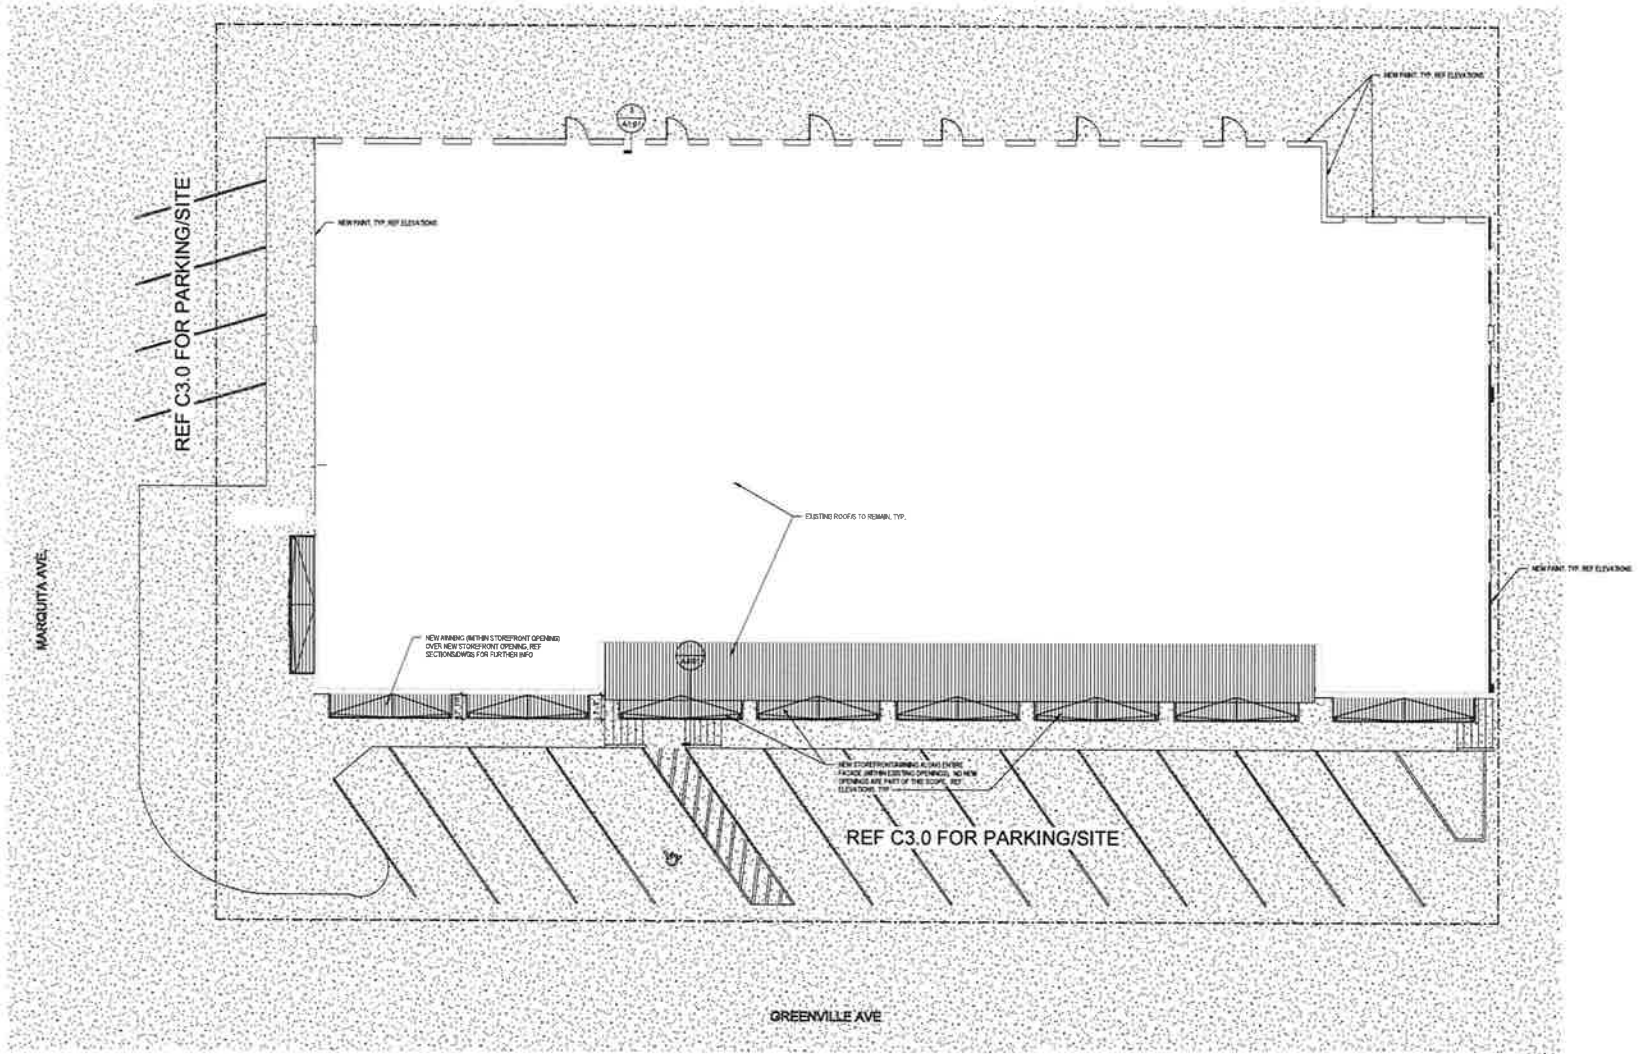 NEW PAINT, TYP. REF ELEVATIONS
3
A4.01
REF C3.0 FOR PARKING/SITE
NEW PAINT, TYP. REF ELEVATIONS
EXISTING ROOF/S TO REMAIN, TYP.
MARQUITA AVE.
NEW PAINT, TYP. REF ELEVATIONS
NEW AWNING (WITHIN STOREFRONT OPENING)
OVER NEW STOREFRONT OPENING, REF
SECTIONS/DWGS FOR FURTHER INFO
NEW STOREFRONT/AWNING ALONG ENTIRE
FACADE (WITHIN EXISTING OPENINGS). NO NEW
OPENINGS ARE PART OF THIS SCOPE. REF
ELEVATIONS, TYP
REF C3.0 FOR PARKING/SITE
GREENVILLE AVE